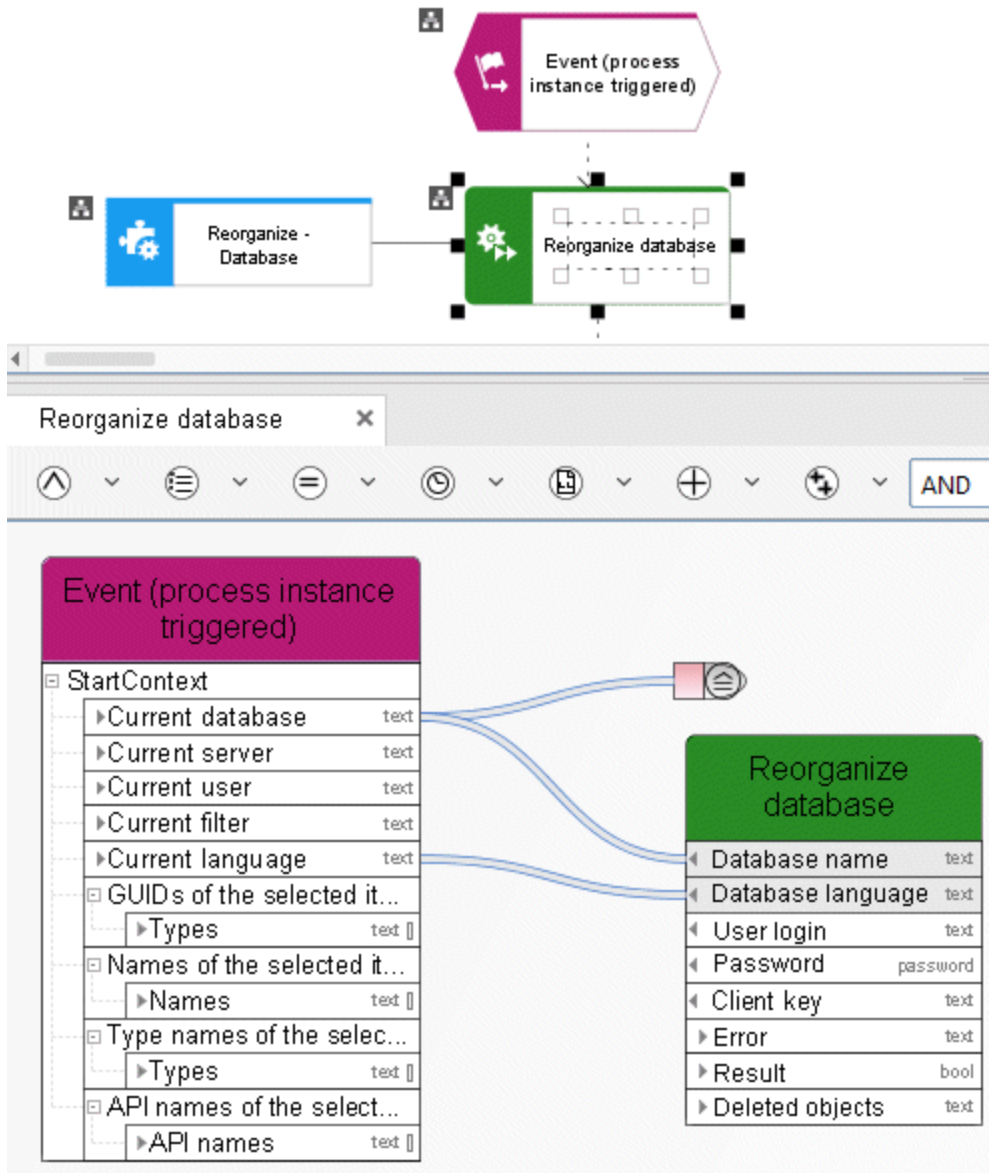 Event (process
instance triggered)
Reorganize -
Database
Reorganize database
Reorganize database
AND
Event (process instance
triggered)
StartContext
Current database text
Current server text
Current user text
Current filter text
Current language text
GUIDs of the selected it...
Types text []
Names of the selected it...
Names text []
Type names of the selec...
Types text []
API names of the select...
API names text []
Reorganize
database
Database name text
Database language text
User login text
Password password
Client key text
Error text
Result bool
Deleted objects text